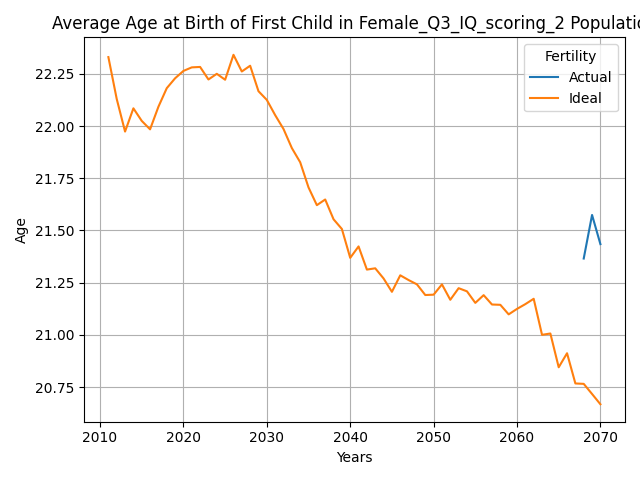 Average Age at Birth of First Child in Female_Q3_IQ_scoring_2 Populatio
Fertility
Actual
Ideal
22.25
22.00
21.75
21.50
21.25
21.00
20.75
Age
2010
2020
2030
2040
2050
2060
2070
Years